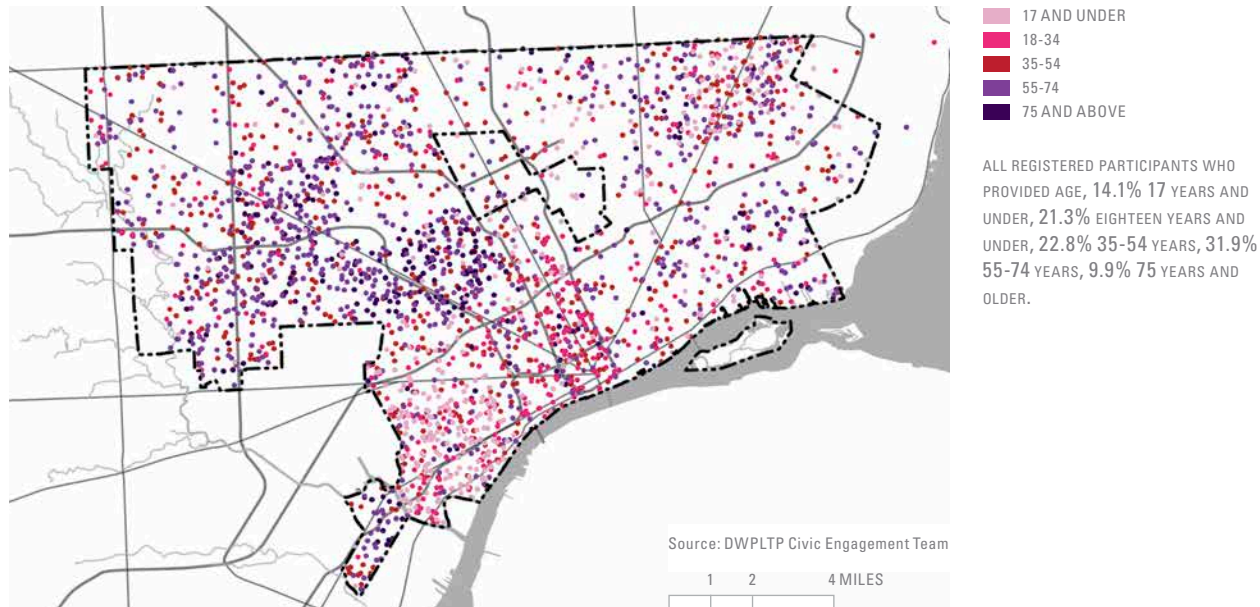 17 AND UNDER
18-34
35-54
55-74
75 AND ABOVE
ALL REGISTERED PARTICIPANTS WHO
PROVIDED AGE, 14.1% 17 YEARS AND
UNDER, 21.3% EIGHTEEN YEARS AND
UNDER, 22.8% 35-54 YEARS, 31.9%
55-74 YEARS, 9.9% 75 YEARS AND
OLDER.
Source: DWPLTP Civic Engagement Team
1 2 4 MILES